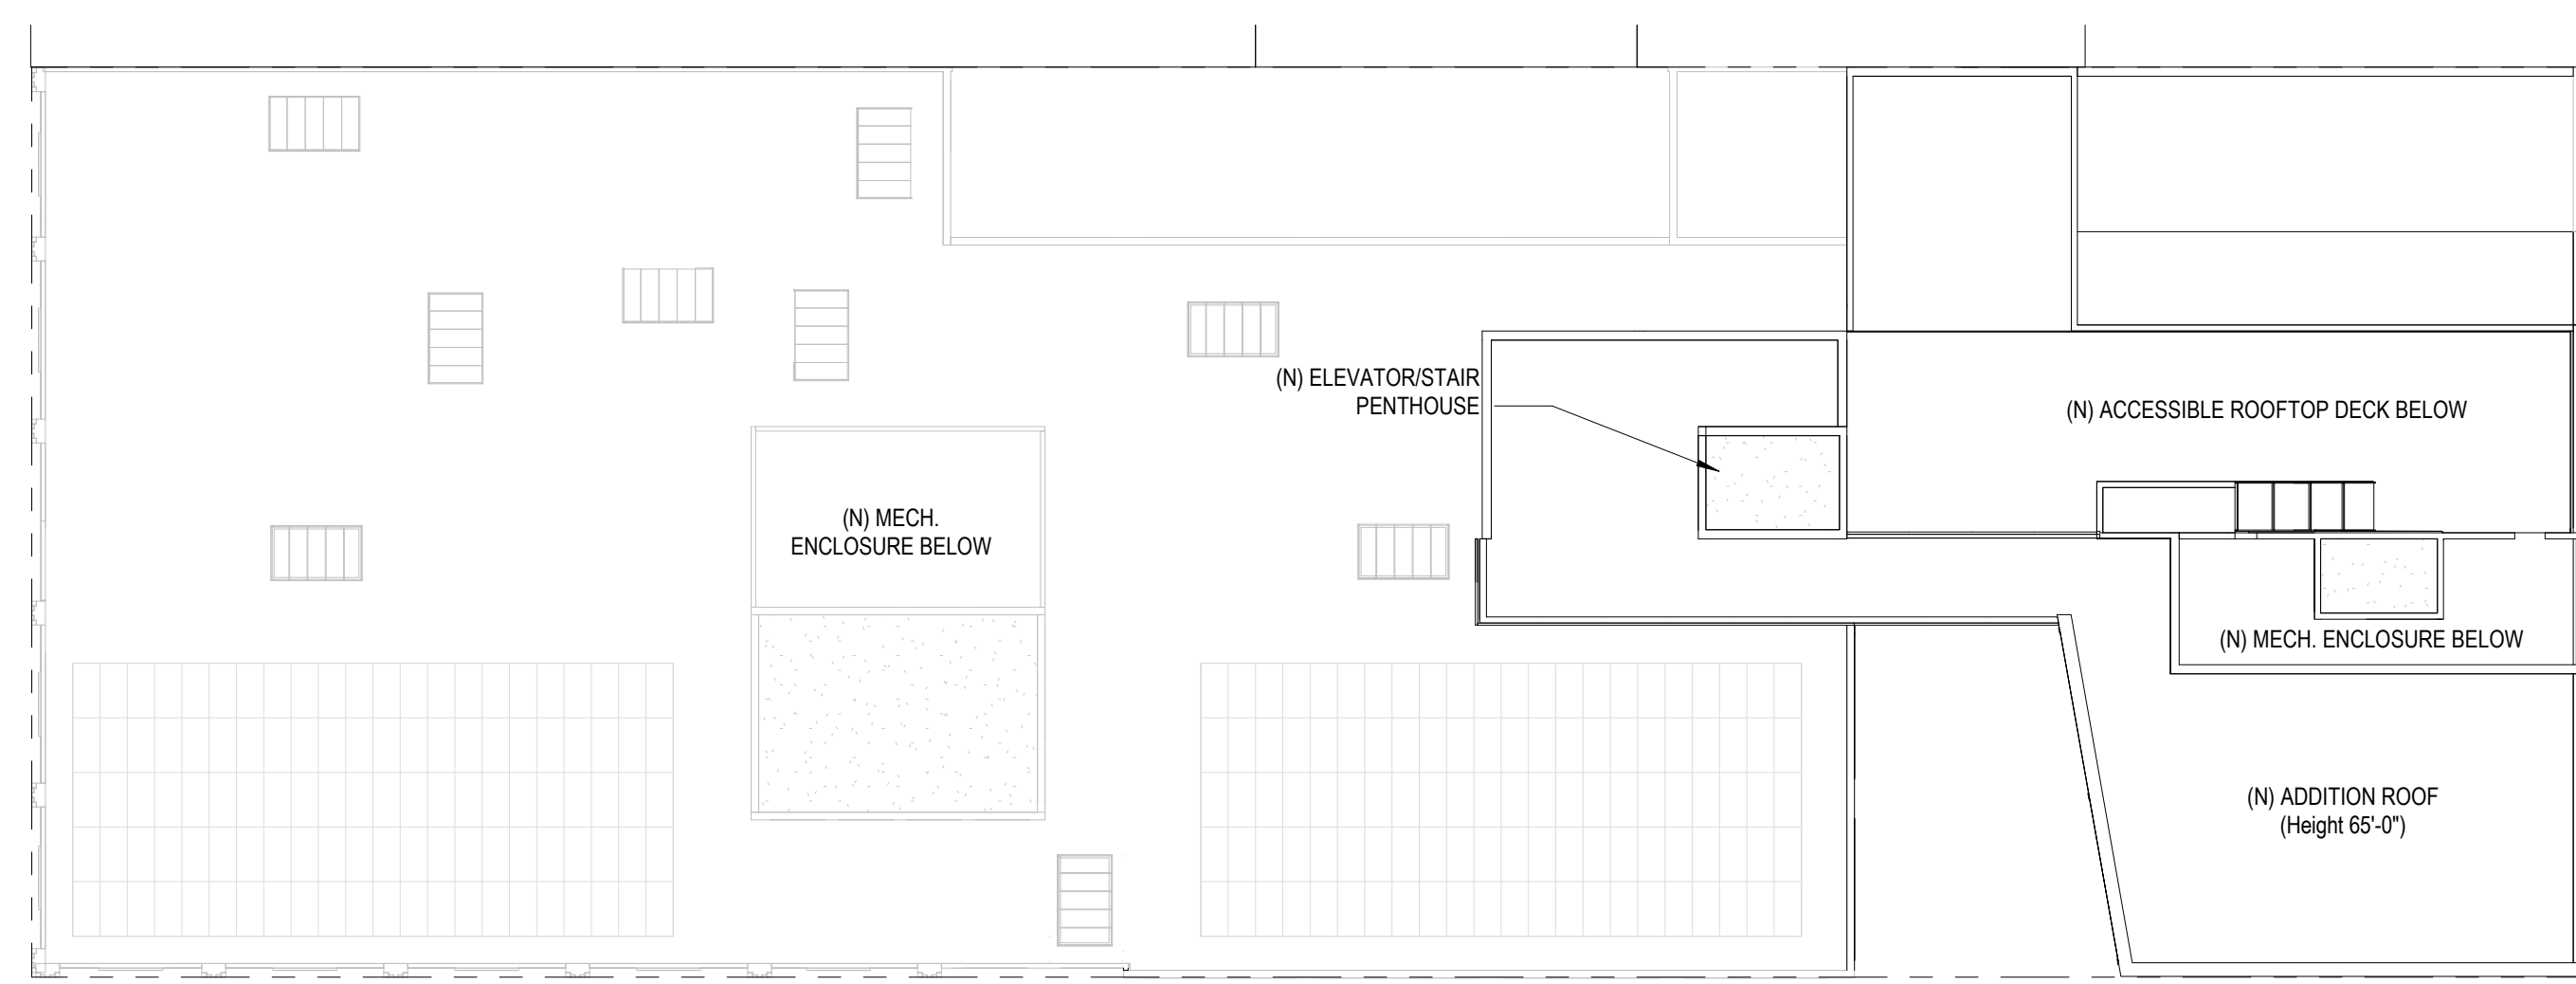 (N) ELEVATOR/STAIR
PENTHOUSE
(N) ACCESSIBLE ROOFTOP DECK BELOW
(N) MECH.
ENCLOSURE BELOW
(N) MECH. ENCLOSURE BELOW
(N) ADDITION ROOF
(Height 65'-0")